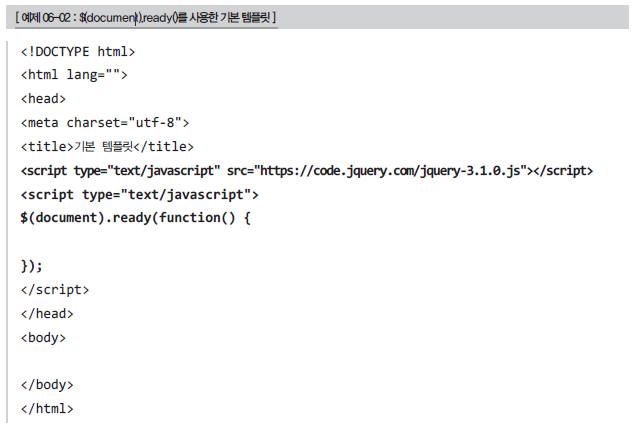 [ 예제 06-02 : $(document).ready()를 사용한 기본 템플릿 ]
<!DOCTYPE html>
<html lang="">
<head>
<meta charset="utf-8">
<title>기본 템플릿</title>
<script type="text/javascript" src="https://code.jquery.com/jquery-3.1.0.js"></script>
<script type="text/javascript">
$(document).ready(function() {
});
</script>
</head>
<body>
</body>
</html>